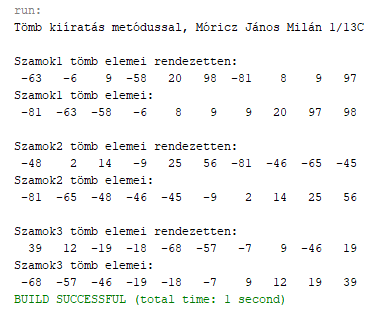 run:
Tömb kiíratás metódussal, Móricz János Milán 1/13C
Szamok1 tömb elemei rendezetten:
-63 -6 9 -58 20 98 -81 8 9 97
Szamok1 tömb elemei:
-81 -63 -58 -6 8 9 9 20 97 98
Szamok2 tömb elemei rendezetten:
-48 2 14 -9 25 56 -81 -46 -65 -45
Szamok2 tömb elemei:
-81 -65 -48 -46 -45 -9 2 14 25 56
Szamok3 tömb elemei rendezetten:
39 12 -19 -18 -68 -57 -7 9 -46 19
Szamok3 tömb elemei:
-68 -57 -46 -19 -18 -7 9 12 19 39
BUILD SUCCESSFUL (total time: 1 second)